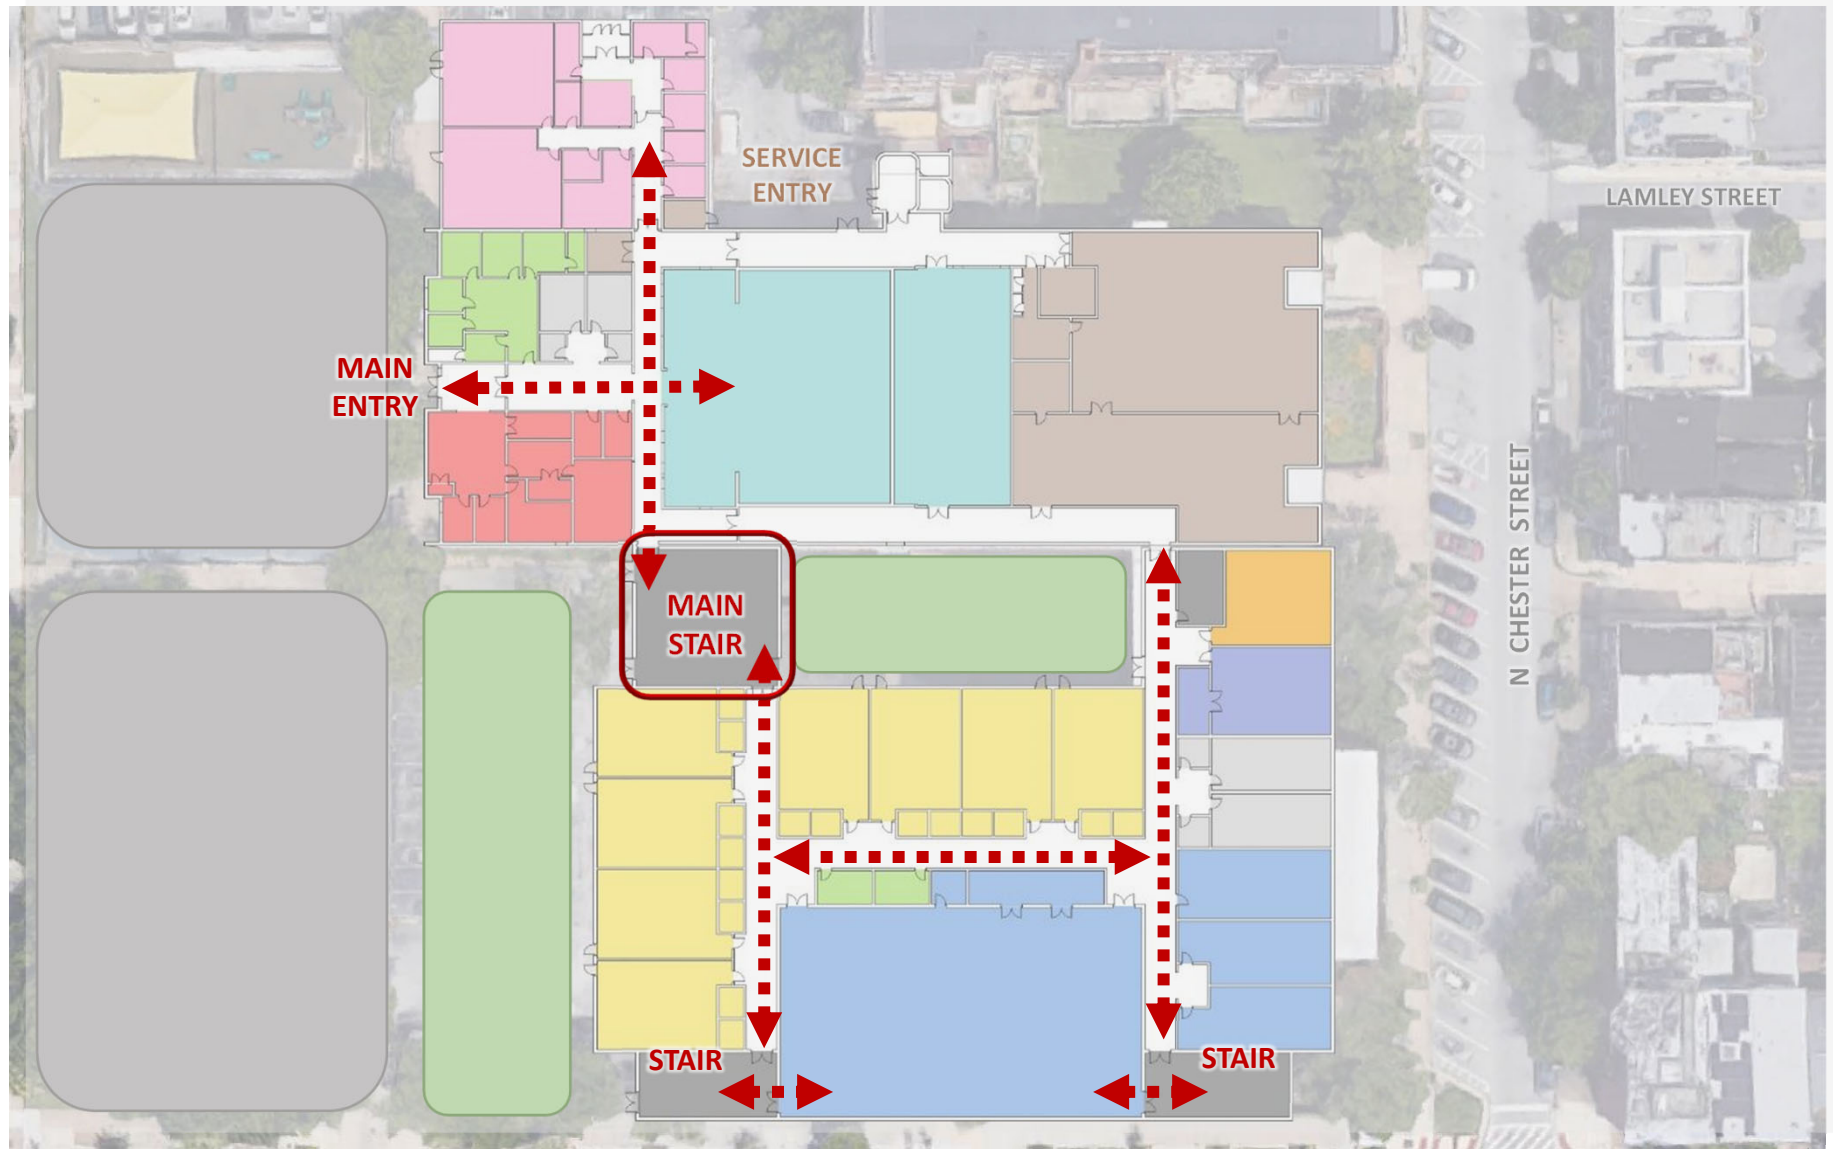 SERVICE
ENTRY
LAMLEY STREET
MAIN
ENTRY
N CHESTER STREET
MAIN
STAIR
STAIR
STAIR